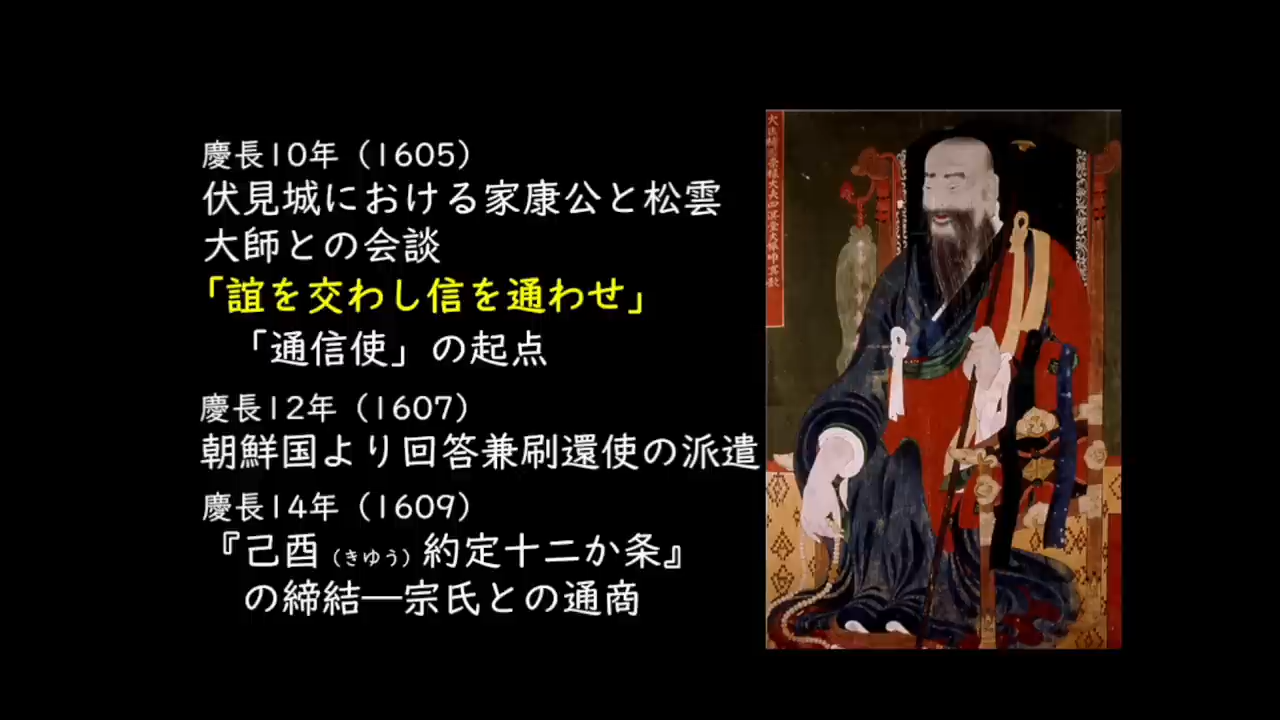 慶長10年（1605）
伏見城における家康公と松雲
大師との会談
「誼を交わし信を通わせ」
「通信使」の起点
慶長12年（1607）
朝鮮国より回答兼刷還使の派遣
慶長14年（1609）
『己酉（きゆう）約定十二か条』
の締結―宗氏との通商